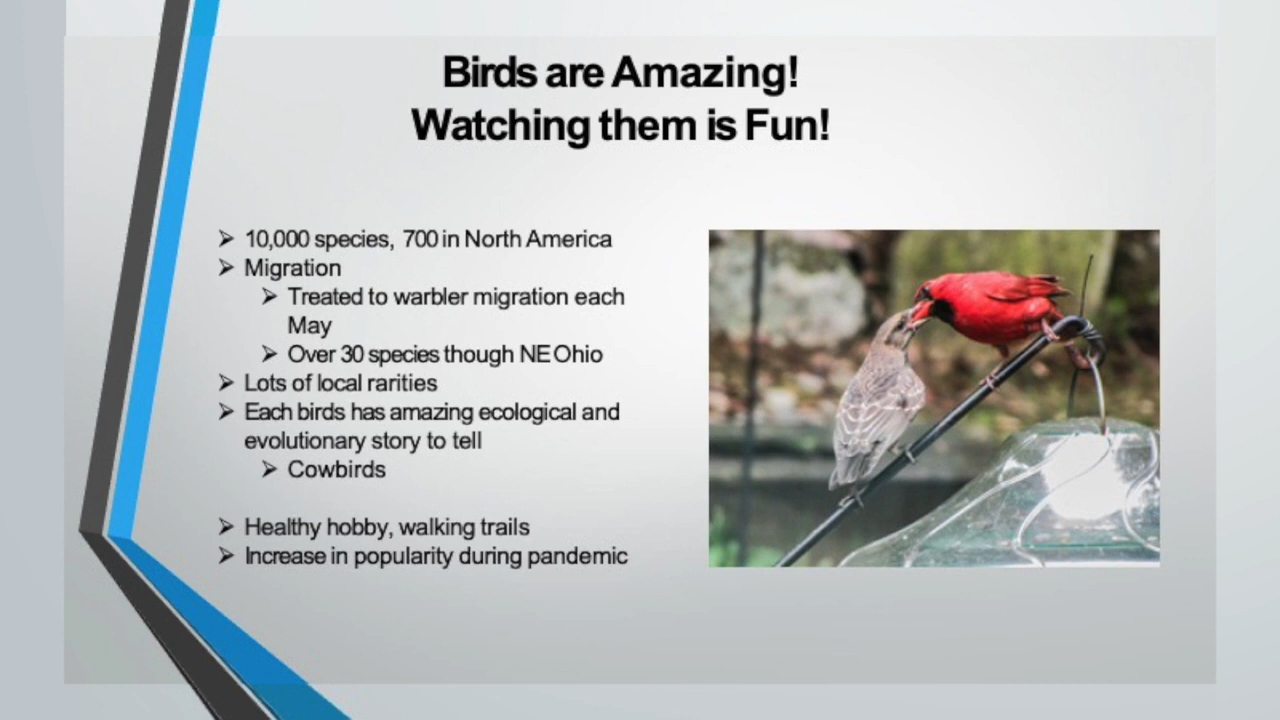 Birds are Amazing!
Watching them is Fun!
➢ 10,000 species, 700 in North America
➢ Migration
➢ Treated to warbler migration each
May
➢ Over 30 species though NE Ohio
➢ Lots of local rarities
➢ Each birds has amazing ecological and
evolutionary story to tell
➢ Cowbirds
➢ Healthy hobby, walking trails
➢ Increase in popularity during pandemic